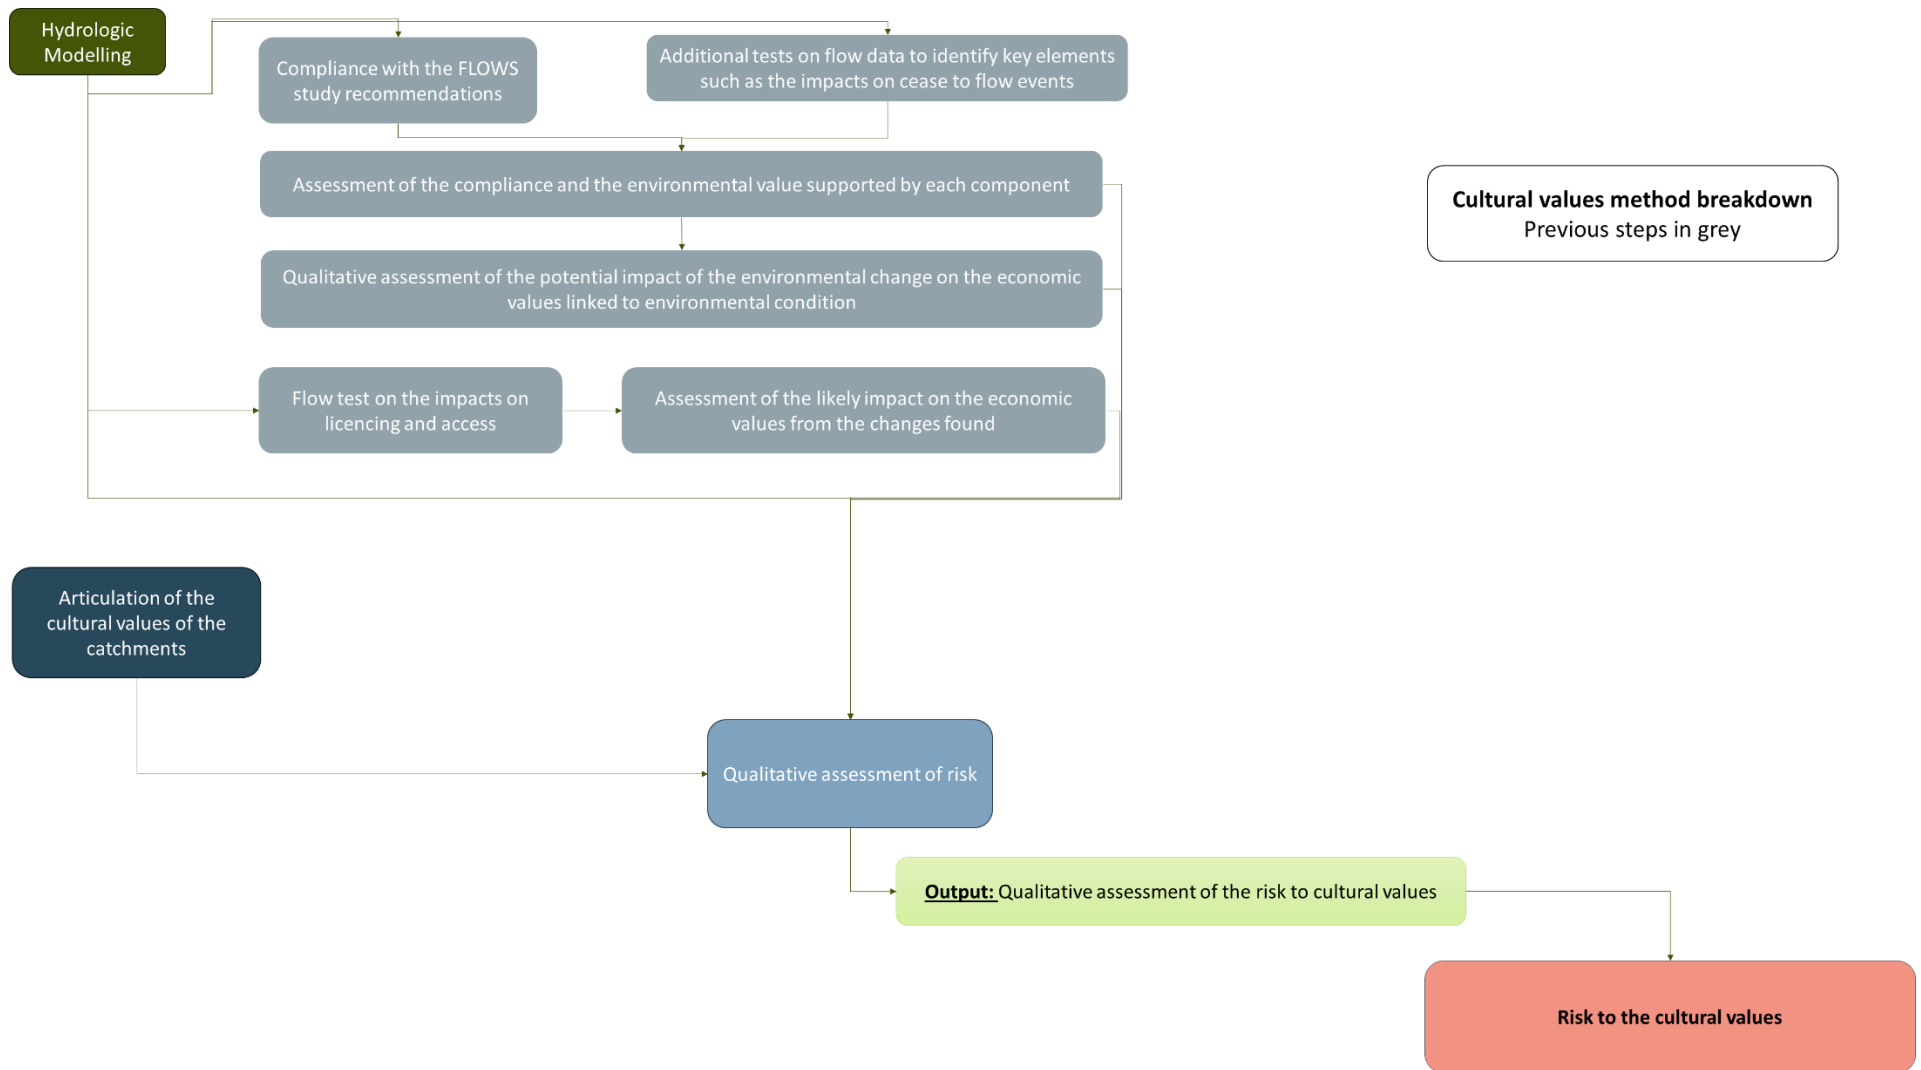 Hydrologic
Modelling
Compliance with the FLOWS
study recommendations
Additional tests on flow data to identify key elements
such as the impacts on cease to flow events
Assessment of the compliance and the environmental value supported by each component
Cultural values method breakdown
Previous steps in grey
Qualitative assessment of the potential impact of the environmental change on the economic
values linked to environmental condition
Flow test on the impacts on
licencing and access
Assessment of the likely impact on the economic
values from the changes found
Articulation of the
cultural values of the
catchments
Qualitative assessment of risk
Output: Qualitative assessment of the risk to cultural values
Risk to the cultural values